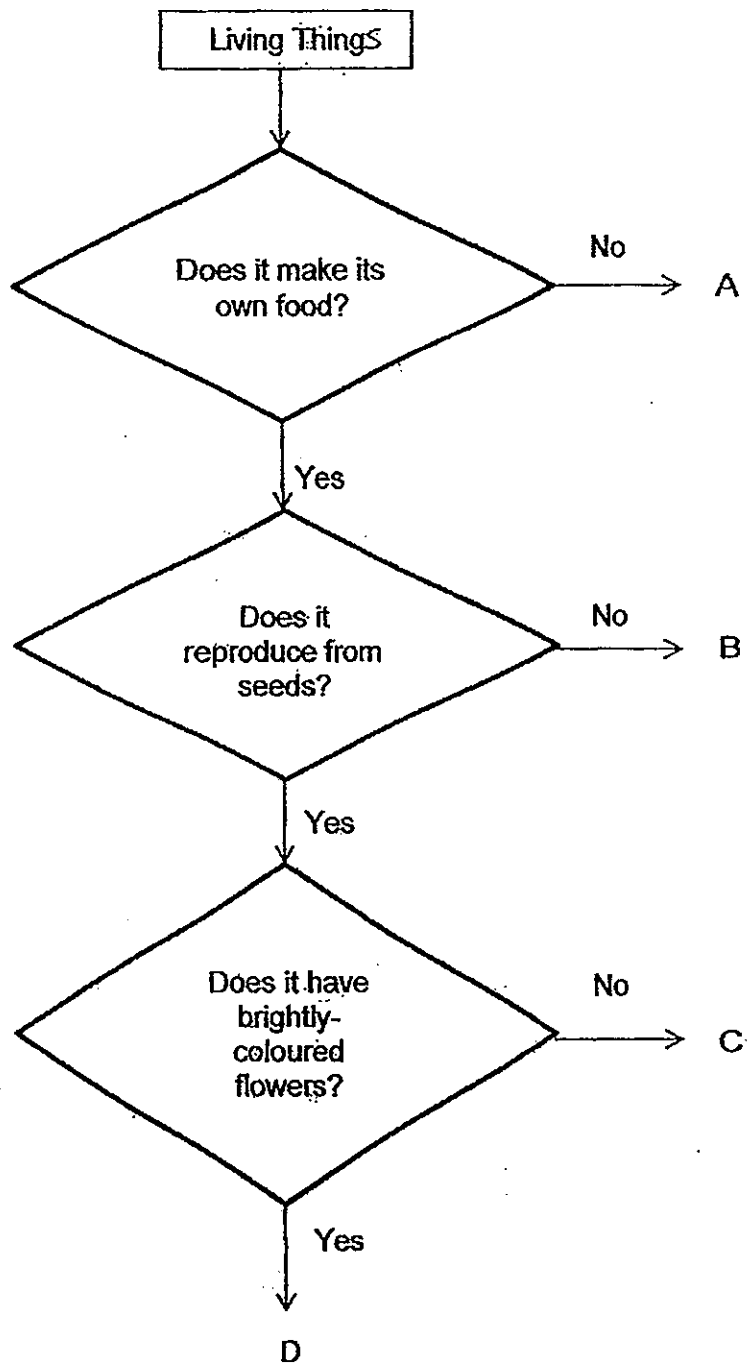 Living Things
Does it make its
own food?
No
A
Yes
Does it
reproduce from
seeds?
No
B
Yes
Does it have
brightly-
coloured
flowers?
No
C
Yes
D